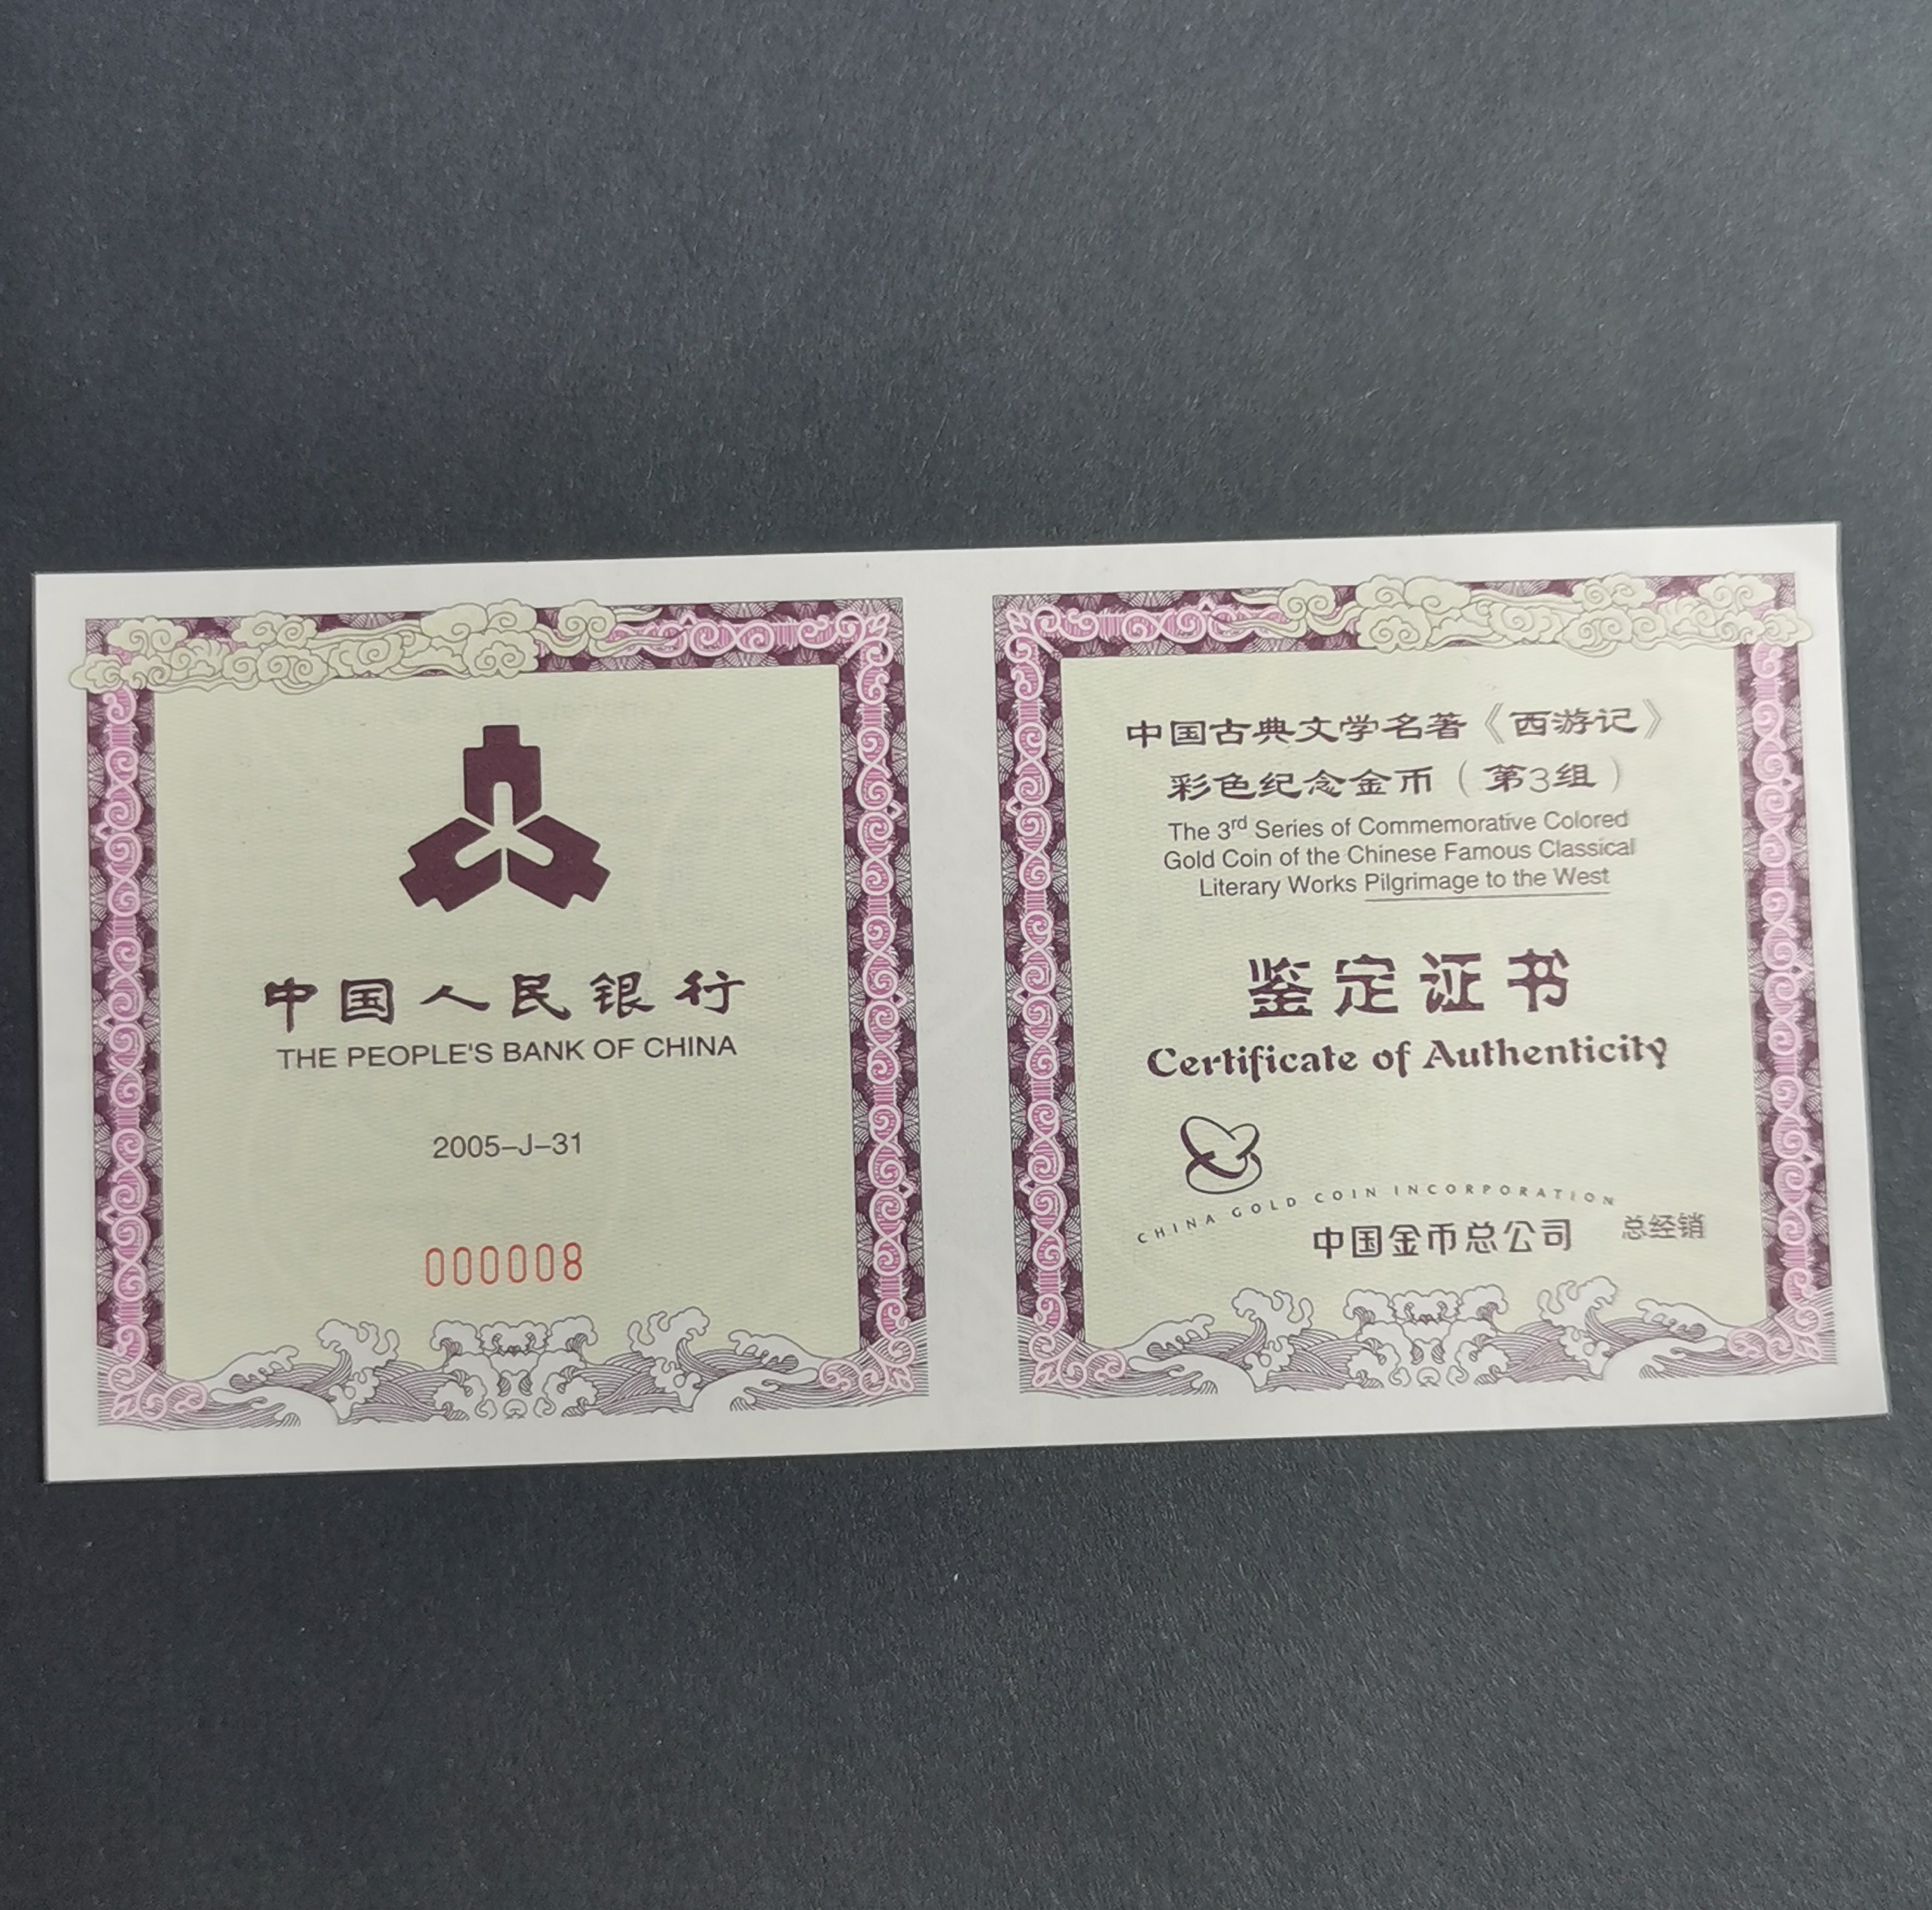 中国人民银行
THE PEOPLE'S BANK OF CHINA
2005–J–31
000008
中国古典文学名著《西游记》
彩色纪念金币（第3组）
The 3rd Series of Commemorative Colored
Gold Coin of the Chinese Famous Classical
Literary Works Pilgrimage to the West
鉴定证书
Certificate of Authenticity
CHINA GOLD COIN INCORPORATION
中国金币总公司 总经销